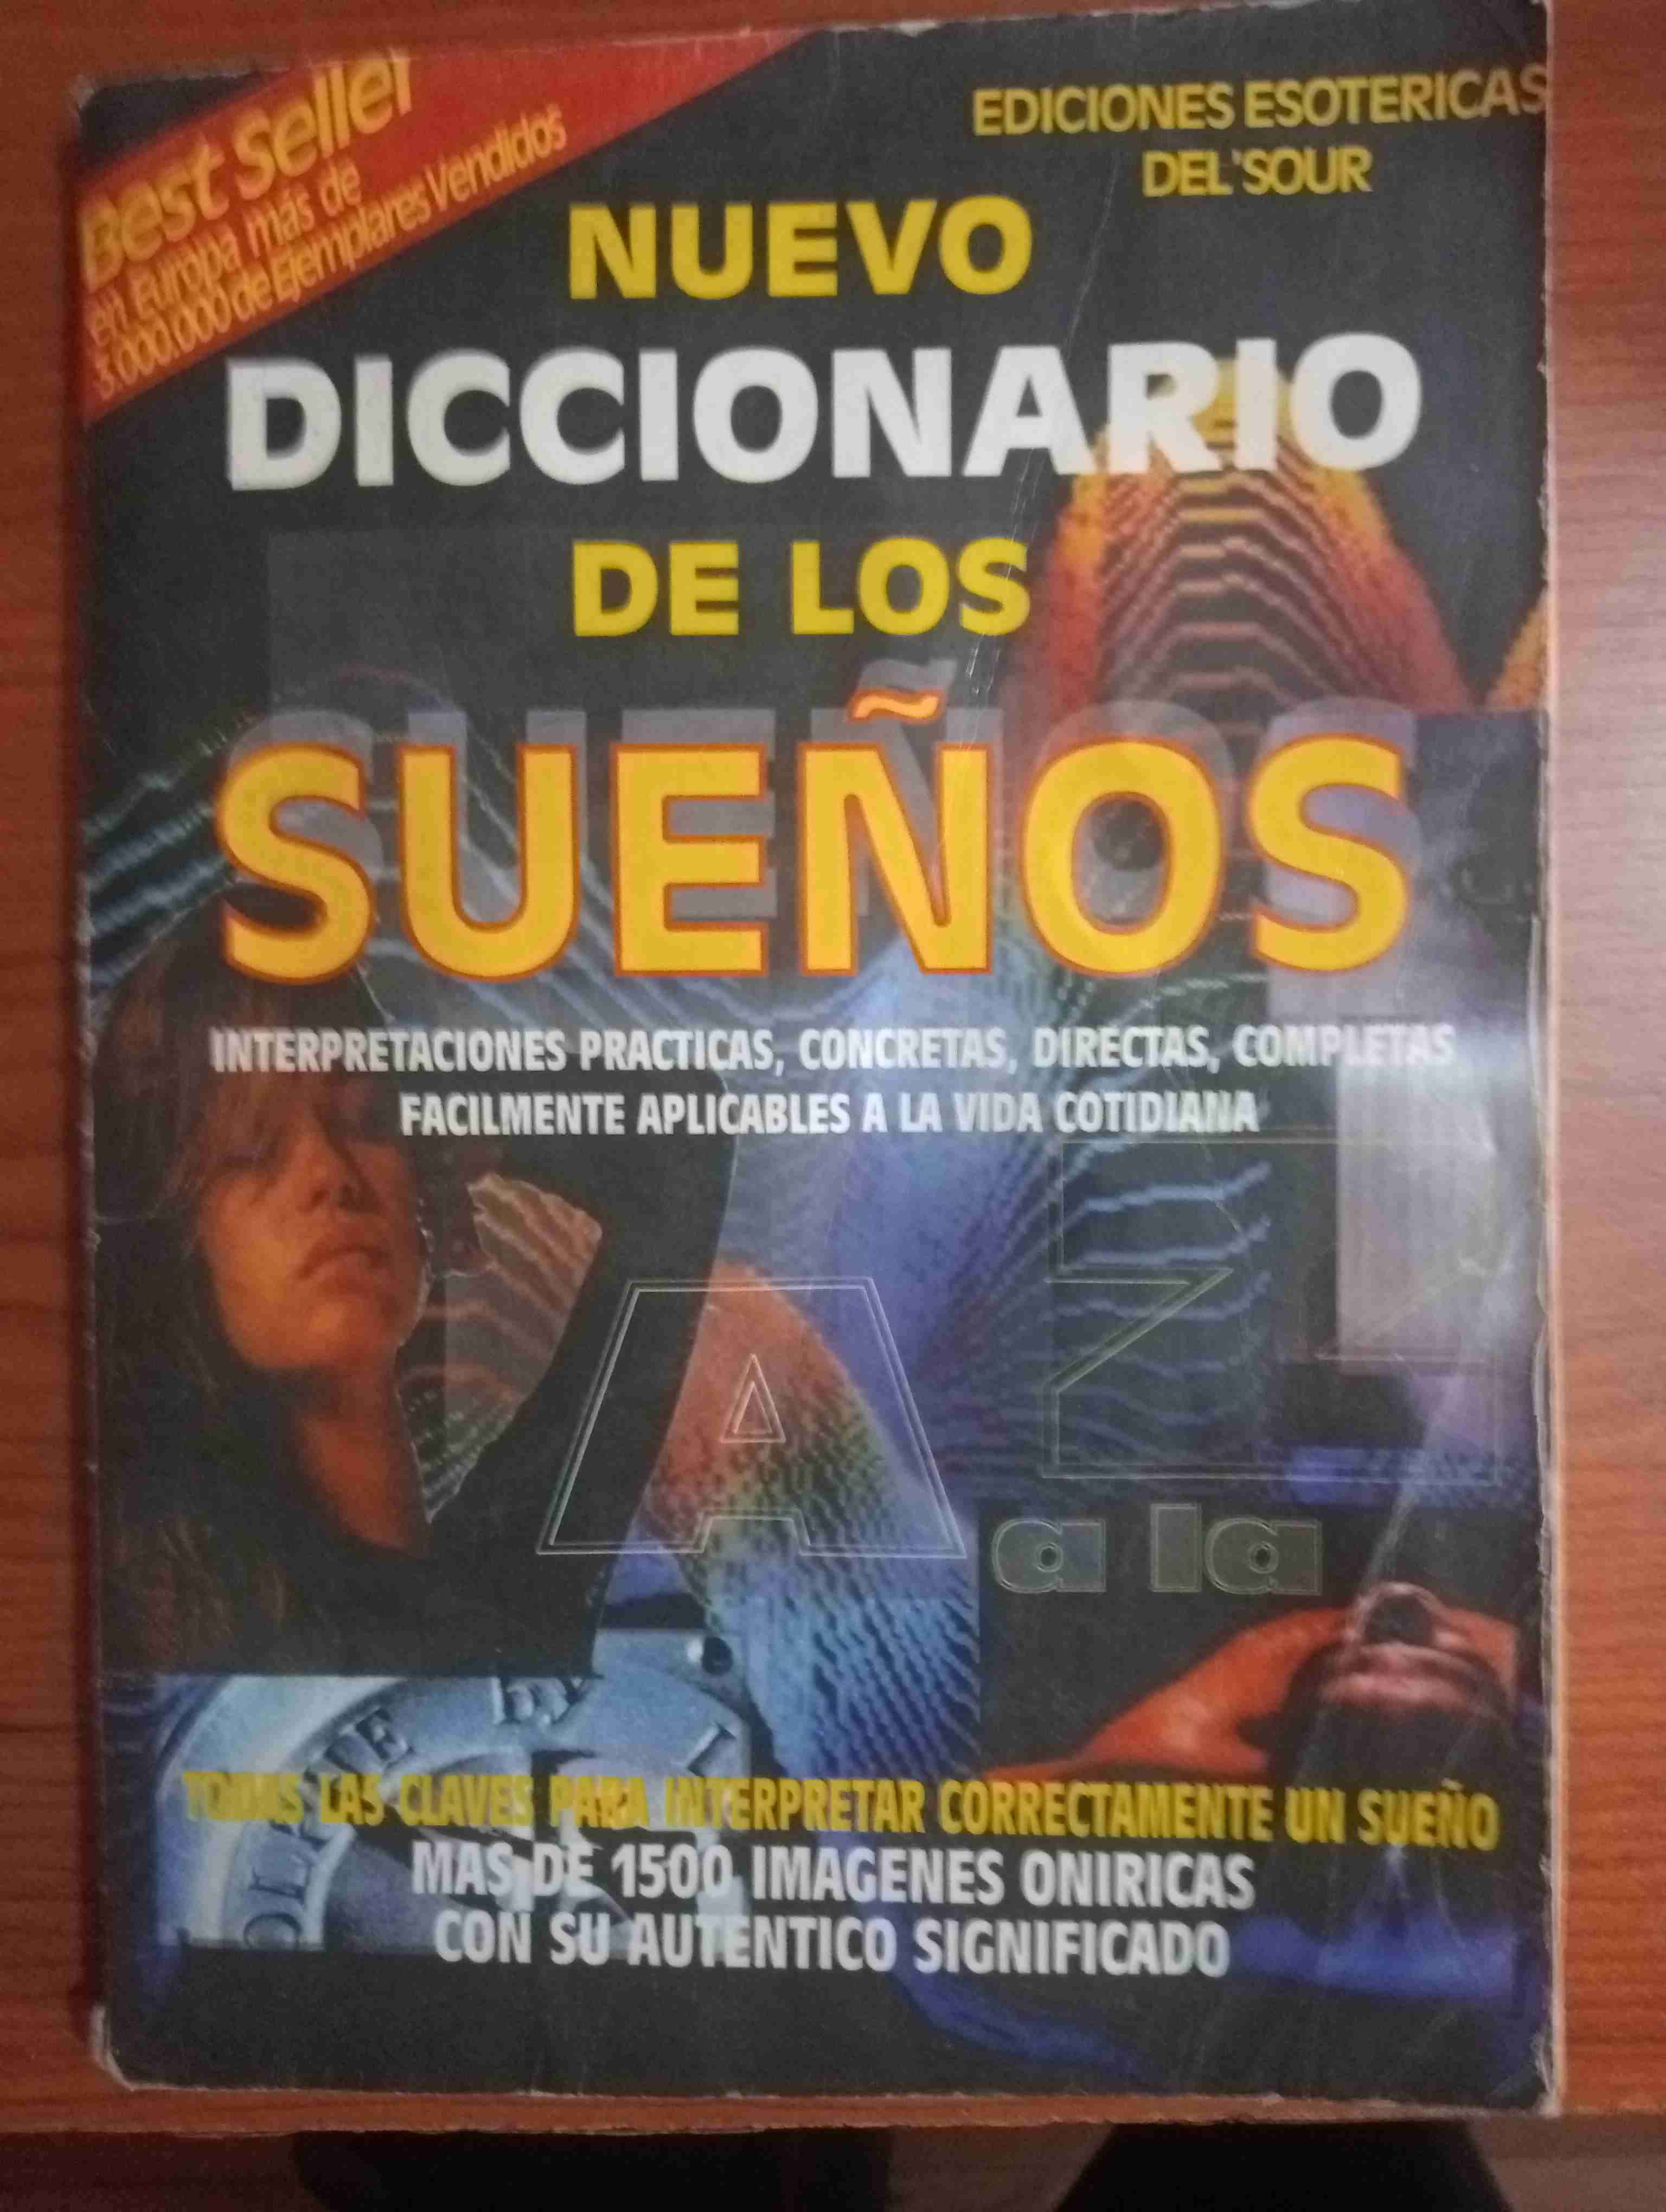 Best Seller
en Europa más de
3.000.000 de Ejemplares Vendidos
EDICIONES ESOTERICAS
DEL'SOUR
NUEVO
DICCIONARIO
DE LOS
SUEÑOS
INTERPRETACIONES PRACTICAS, CONCRETAS, DIRECTAS, COMPLETAS
FACILMENTE APLICABLES A LA VIDA COTIDIANA
A a la Z
TODAS LAS CLAVES PARA INTERPRETAR CORRECTAMENTE UN SUEÑO
MAS DE 1500 IMAGENES ONIRICAS
CON SU AUTENTICO SIGNIFICADO